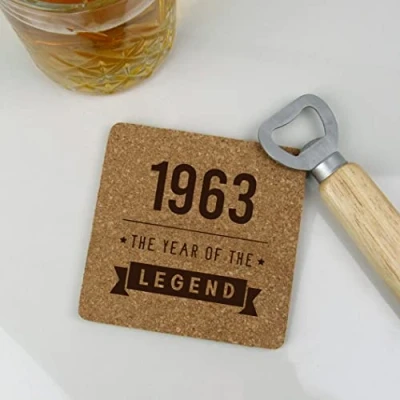 1963
THE YEAR OF THE
LEGEND